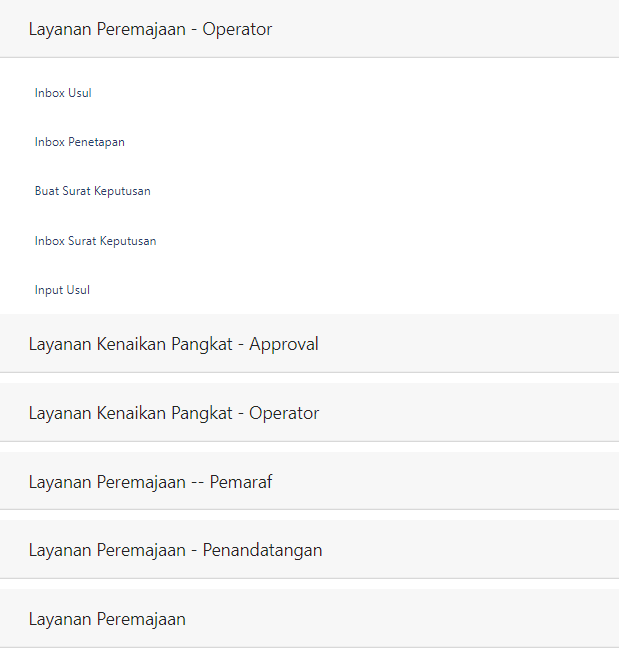 Layanan Peremajaan - Operator
Inbox Usul
Inbox Penetapan
Buat Surat Keputusan
Inbox Surat Keputusan
Input Usul
Layanan Kenaikan Pangkat - Approval
Layanan Kenaikan Pangkat - Operator
Layanan Peremajaan -- Pemaraf
Layanan Peremajaan - Penandatangan
Layanan Peremajaan